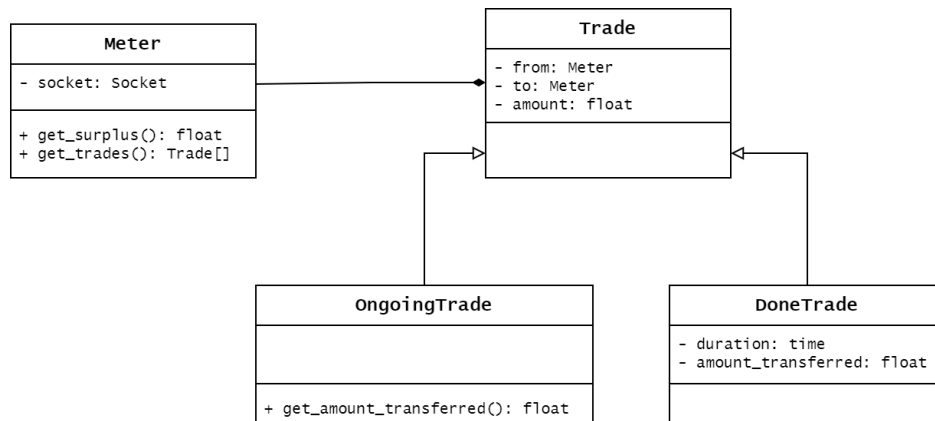 Meter
- socket: Socket
+ get_surplus(): float
+ get_trades(): Trade[]
Trade
- from: Meter
- to: Meter
- amount: float
OngoingTrade
+ get_amount_transferred(): float
DoneTrade
- duration: time
- amount_transferred: float